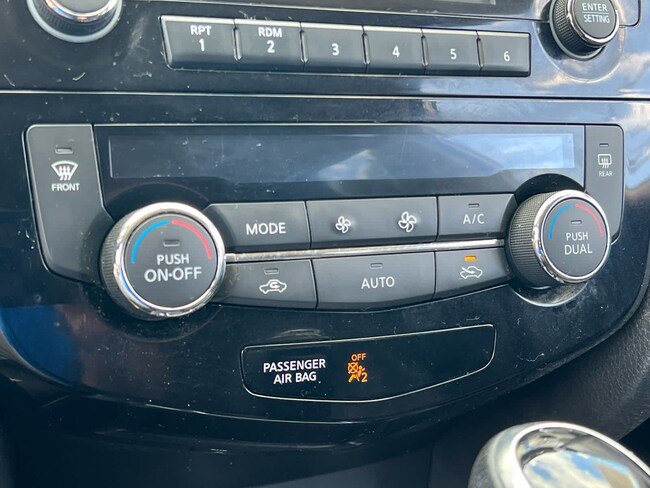 RPT
1
RDM
2
3
4
5
6
ENTER
SETTING
FRONT
REAR
MODE
A/C
PUSH
ON·OFF
PUSH
DUAL
AUTO
PASSENGER
AIR BAG
OFF
2